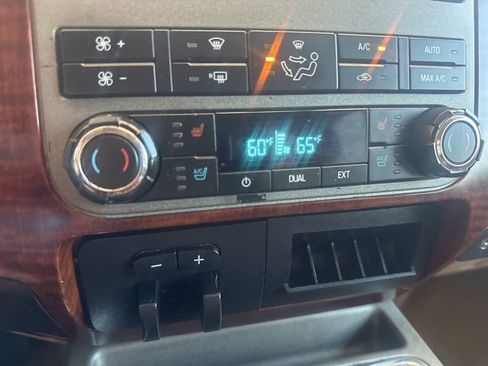 +
A/C
AUTO
−
R
MAX A/C
60°F 65°F
A/C
A/C
DUAL
EXT
− +